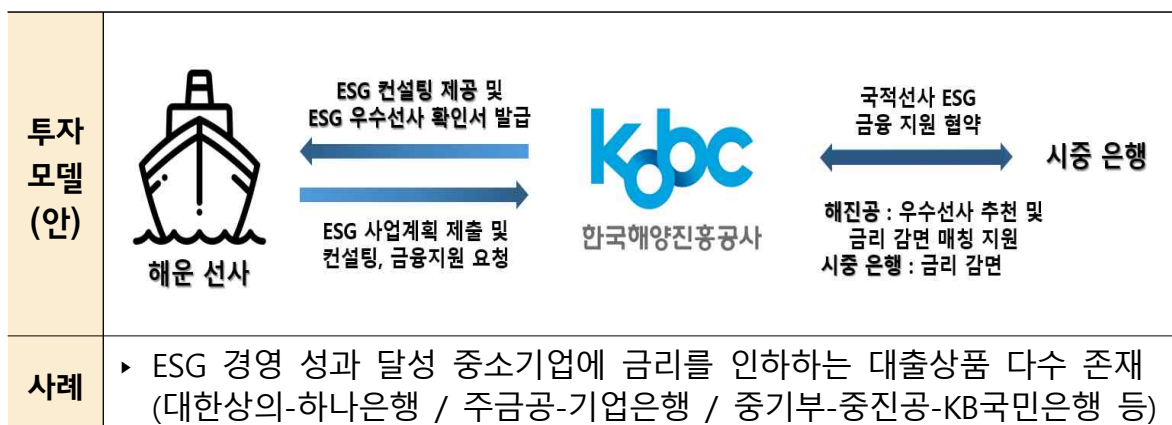 투자
모델
(안)
ESG 컨설팅 제공 및
ESG 우수선사 확인서 발급
ESG 사업계획 제출 및
컨설팅, 금융지원 요청
해운 선사
kobc
한국해양진흥공사
국적선사 ESG
금융 지원 협약
해진공 : 우수선사 추천 및
금리 감면 매칭 지원
시중 은행 : 금리 감면
시중 은행
사례
▸ ESG 경영 성과 달성 중소기업에 금리를 인하하는 대출상품 다수 존재
(대한상의-하나은행 / 주금공-기업은행 / 중기부-중진공-KB국민은행 등)